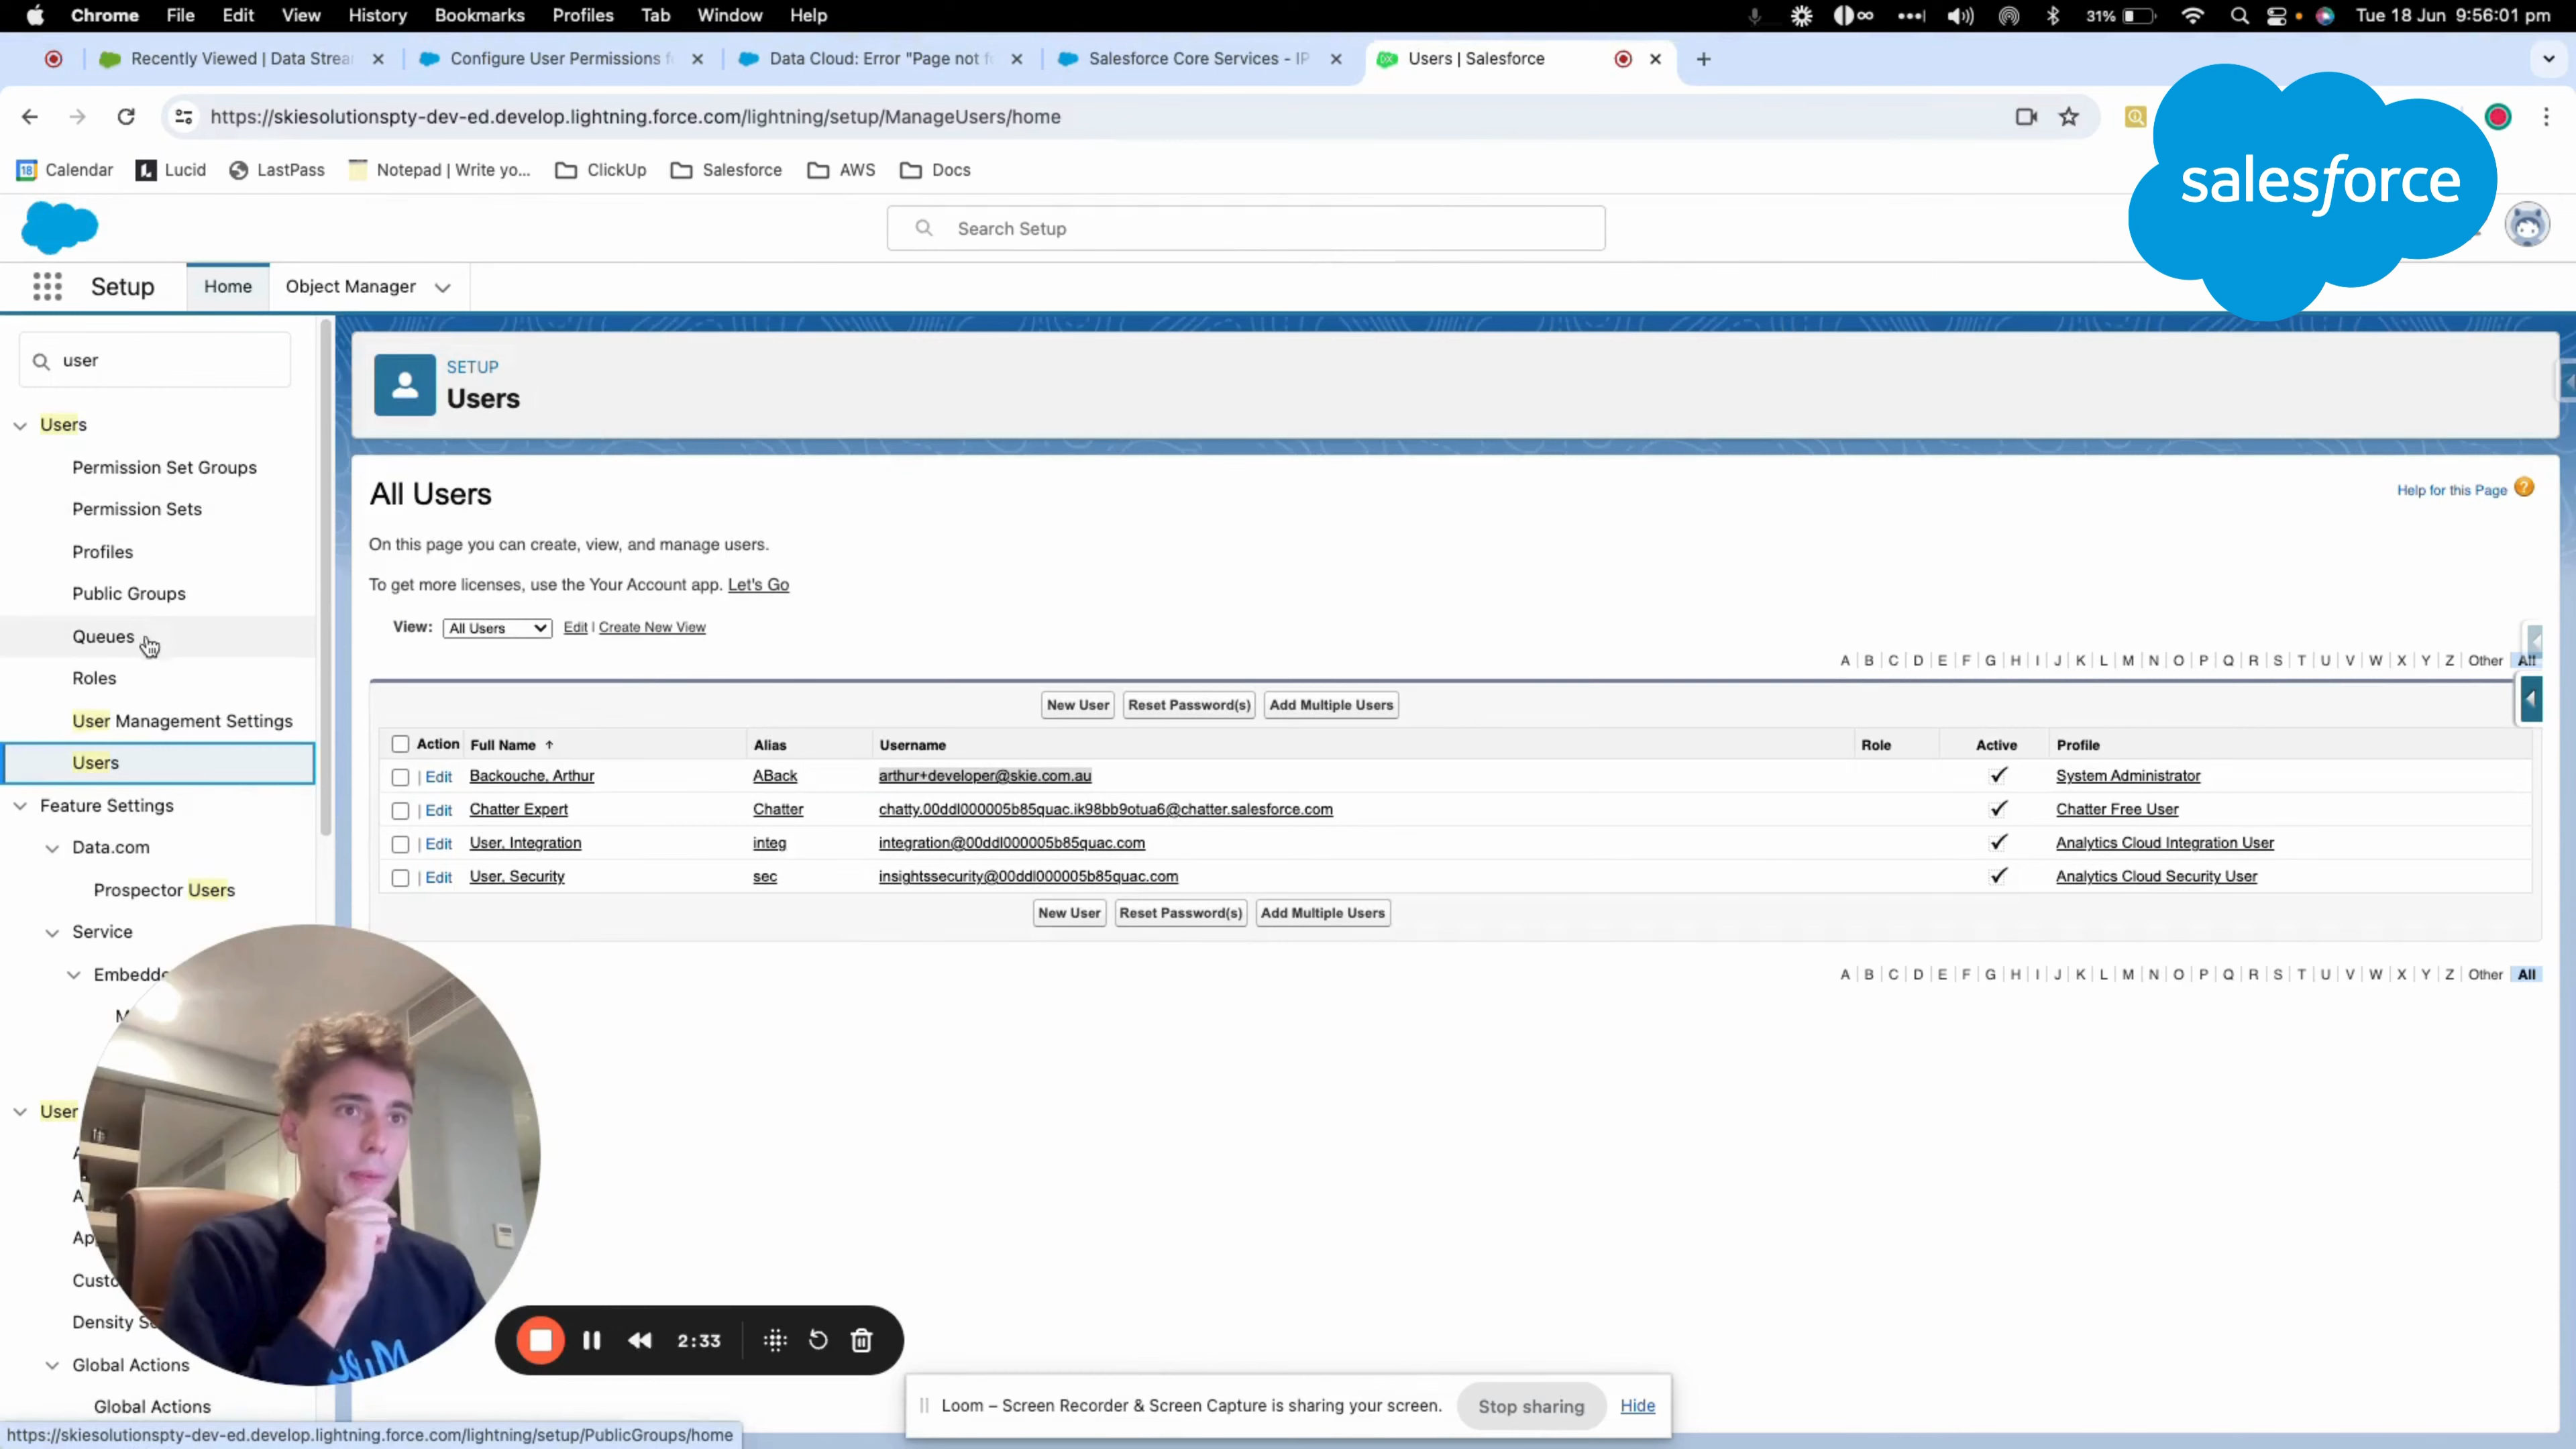 Chrome File Edit View History Bookmarks Profiles Tab Window Help
31% Tue 18 Jun 9:56:01 pm
Recently Viewed | Data Strea
Configure User Permissions f
Data Cloud: Error "Page not f
Salesforce Core Services - IP
Users | Salesforce
https://skiesolutionspty-dev-ed.develop.lightning.force.com/lightning/setup/ManageUsers/home
Calendar Lucid LastPass Notepad | Write yo... ClickUp Salesforce AWS Docs
salesforce
Search Setup
Setup Home Object Manager
user
Users
Permission Set Groups
Permission Sets
Profiles
Public Groups
Queues
Roles
User Management Settings
Users
Feature Settings
Data.com
Prospector Users
Service
Embedde
M
User
A
A
Ap
Custo
Density Se
Global Actions
Global Actions
SETUP
Users
All Users
Help for this Page ?
On this page you can create, view, and manage users.
To get more licenses, use the Your Account app. Let's Go
View: All Users Edit | Create New View
A | B | C | D | E | F | G | H | I | J | K | L | M | N | O | P | Q | R | S | T | U | V | W | X | Y | Z | Other All
New User Reset Password(s) Add Multiple Users
Action Full Name ↑ Alias Username Role Active Profile
| Edit Backouche, Arthur ABack arthur+developer@skie.com.au System Administrator
| Edit Chatter Expert Chatter chatty.00ddl000005b85quac.ik98bb9otua6@chatter.salesforce.com Chatter Free User
| Edit User, Integration integ integration@00ddl000005b85quac.com Analytics Cloud Integration User
| Edit User, Security sec insightssecurity@00ddl000005b85quac.com Analytics Cloud Security User
New User Reset Password(s) Add Multiple Users
A | B | C | D | E | F | G | H | I | J | K | L | M | N | O | P | Q | R | S | T | U | V | W | X | Y | Z | Other All
2:33
Loom – Screen Recorder & Screen Capture is sharing your screen. Stop sharing Hide
https://skiesolutionspty-dev-ed.develop.lightning.force.com/lightning/setup/PublicGroups/home